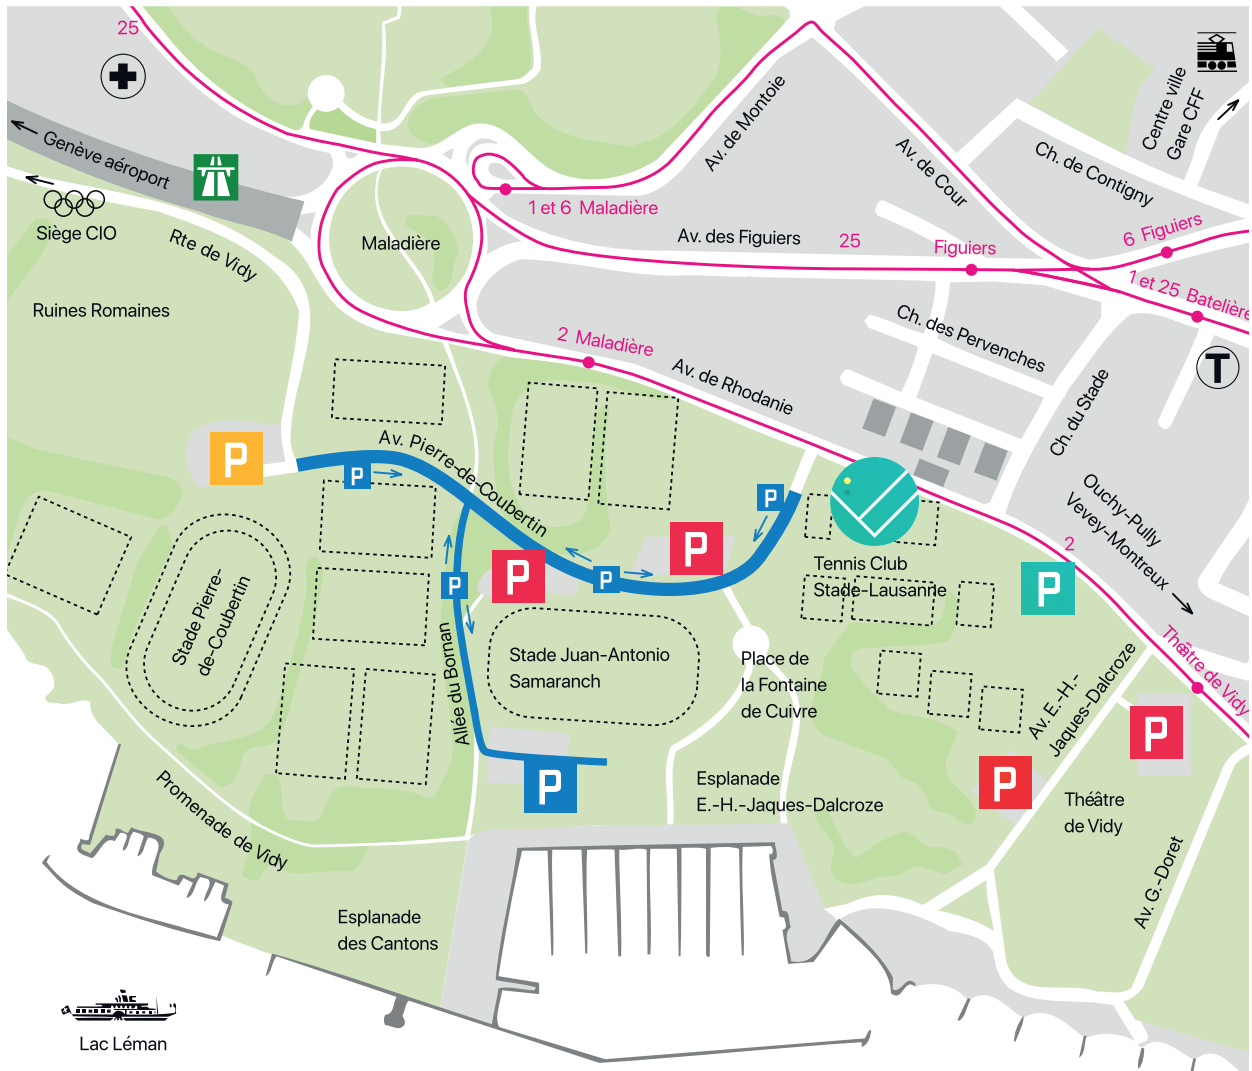 25
Centre ville
Gare CFF
Genève aéroport
Av. de Montoie
Av. de Cour
Ch. de Contigny
1 et 6 Maladière
Siège CIO
Rte de Vidy
Maladière
Av. des Figuiers
25
Figuiers
6 Figuiers
1 et 25 Batelière
Ruines Romaines
2 Maladière
Ch. des Pervenches
Av. de Rhodanie
T
Ch. du Stade
Av. Pierre-de-Coubertin
P
P
P
Ouchy-Pully
Vevey-Montreux
2
P
P
P
P
P
Tennis Club
Stade-Lausanne
Stade Pierre-
de-Coubertin
Allée du Bornan
Stade Juan-Antonio
Samaranch
Place de
la Fontaine
de Cuivre
Av. E.-H.-
Jaques-Dalcroze
Théâtre de Vidy
P
P
P
Esplanade
E.-H.-Jaques-Dalcroze
Théâtre
de Vidy
Promenade de Vidy
Av. G.-Doret
Esplanade
des Cantons
Lac Léman